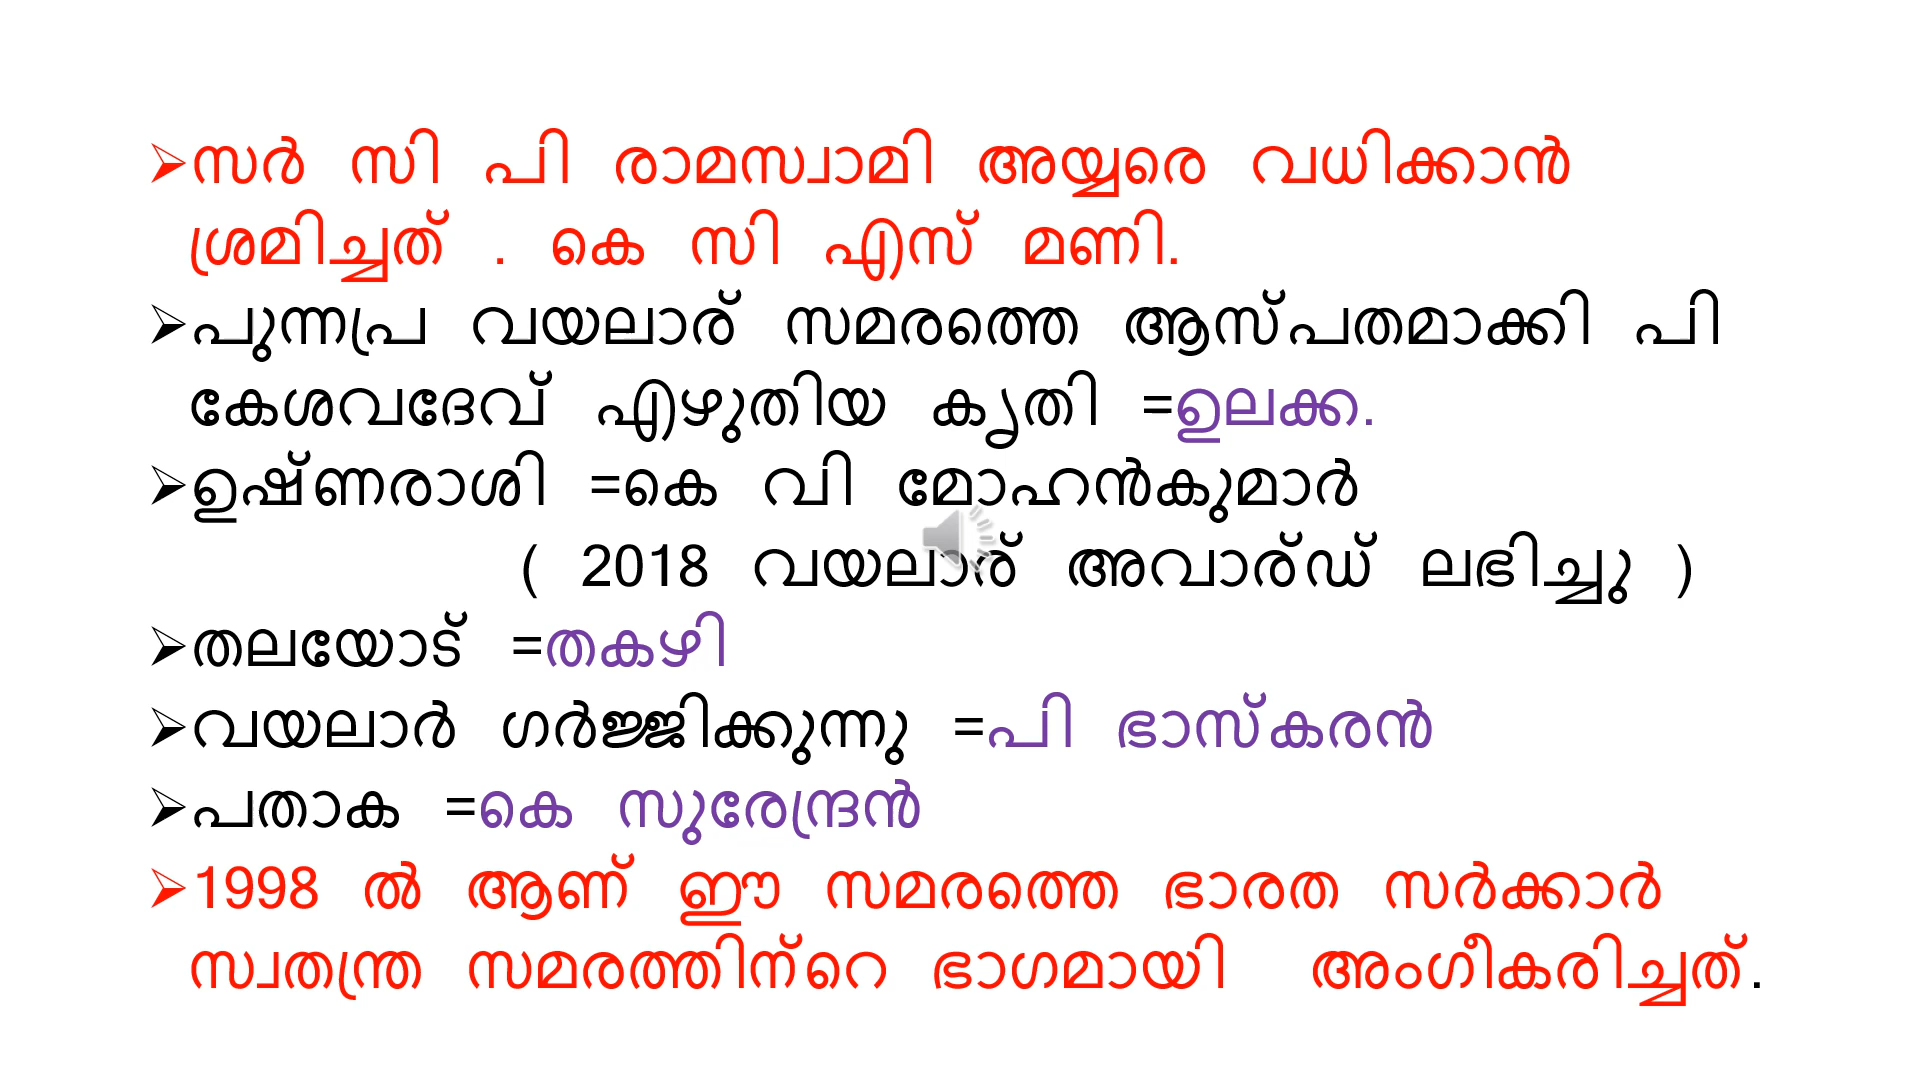 ➢സർ സി പി രാമസ്വാമി അയ്യരെ വധിക്കാൻ
ശ്രമിച്ചത് . കെ സി എസ് മണി.
➢പുന്നപ്ര വയലാര് സമരത്തെ ആസ്പതമാക്കി പി
കേശവദേവ് എഴുതിയ കൃതി =ഉലക്ക.
➢ഉഷ്ണരാശി =കെ വി മോഹൻകുമാർ
( 2018 വയലാര് അവാര്ഡ് ലഭിച്ചു )
➢തലയോട് =തകഴി
➢വയലാർ ഗർജ്ജിക്കുന്നു =പി ഭാസ്കരൻ
➢പതാക =കെ സുരേന്ദ്രൻ
➢1998 ൽ ആണ് ഈ സമരത്തെ ഭാരത സർക്കാർ
സ്വതന്ത്ര സമരത്തിന്റെ ഭാഗമായി അംഗീകരിച്ചത്.